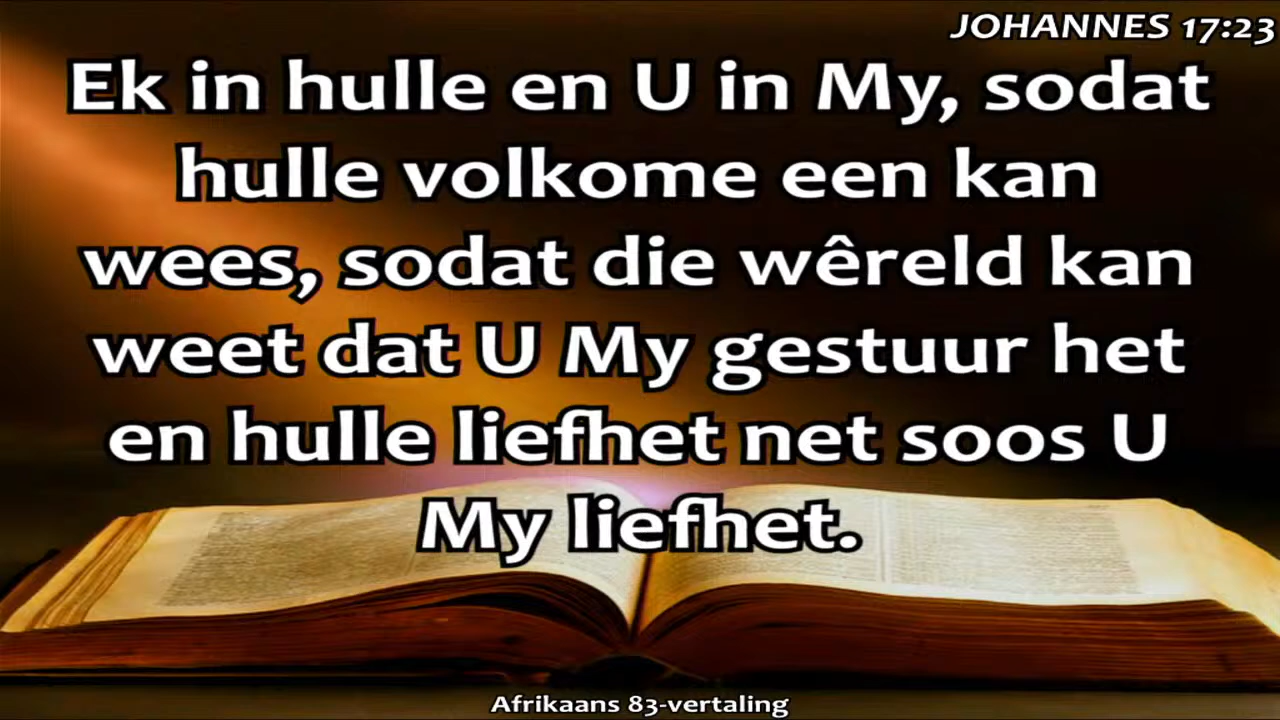 JOHANNES 17:23
Ek in hulle en U in My, sodat
hulle volkome een kan
wees, sodat die wêreld kan
weet dat U My gestuur het
en hulle liefhet net soos U
My liefhet.
Afrikaans 83-vertaling